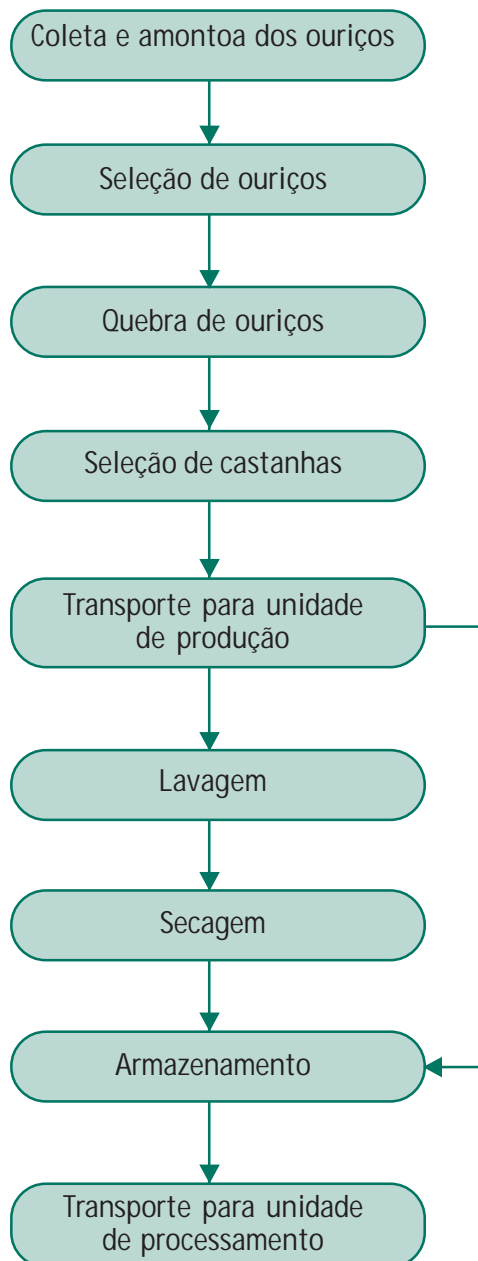 Coleta e amontoa dos ouriços
Seleção de ouriços
Quebra de ouriços
Seleção de castanhas
Transporte para unidade
de produção
Lavagem
Secagem
Armazenamento
Transporte para unidade
de processamento